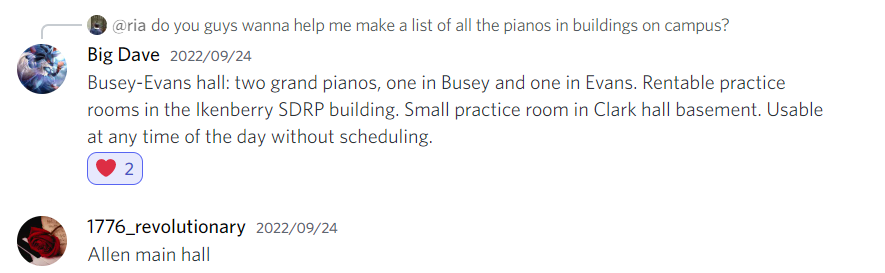 @ria do you guys wanna help me make a list of all the pianos in buildings on campus?
Big Dave 2022/09/24
Busey-Evans hall: two grand pianos, one in Busey and one in Evans. Rentable practice
rooms in the Ikenberry SDRP building. Small practice room in Clark hall basement. Usable
at any time of the day without scheduling.
2
1776_revolutionary 2022/09/24
Allen main hall